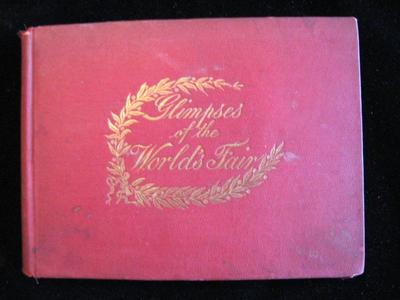 Glimpses
of the
World's Fair